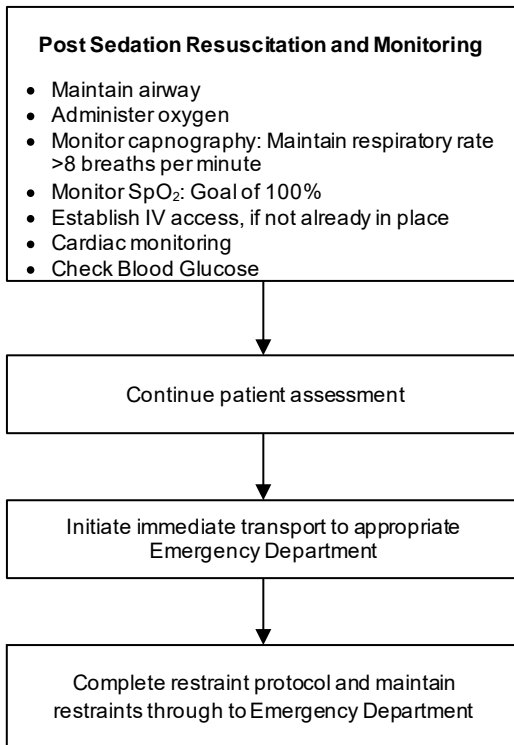 Post Sedation Resuscitation and Monitoring
• Maintain airway
• Administer oxygen
• Monitor capnography: Maintain respiratory rate
>8 breaths per minute
• Monitor SpO₂: Goal of 100%
• Establish IV access, if not already in place
• Cardiac monitoring
• Check Blood Glucose
Continue patient assessment
Initiate immediate transport to appropriate
Emergency Department
Complete restraint protocol and maintain
restraints through to Emergency Department